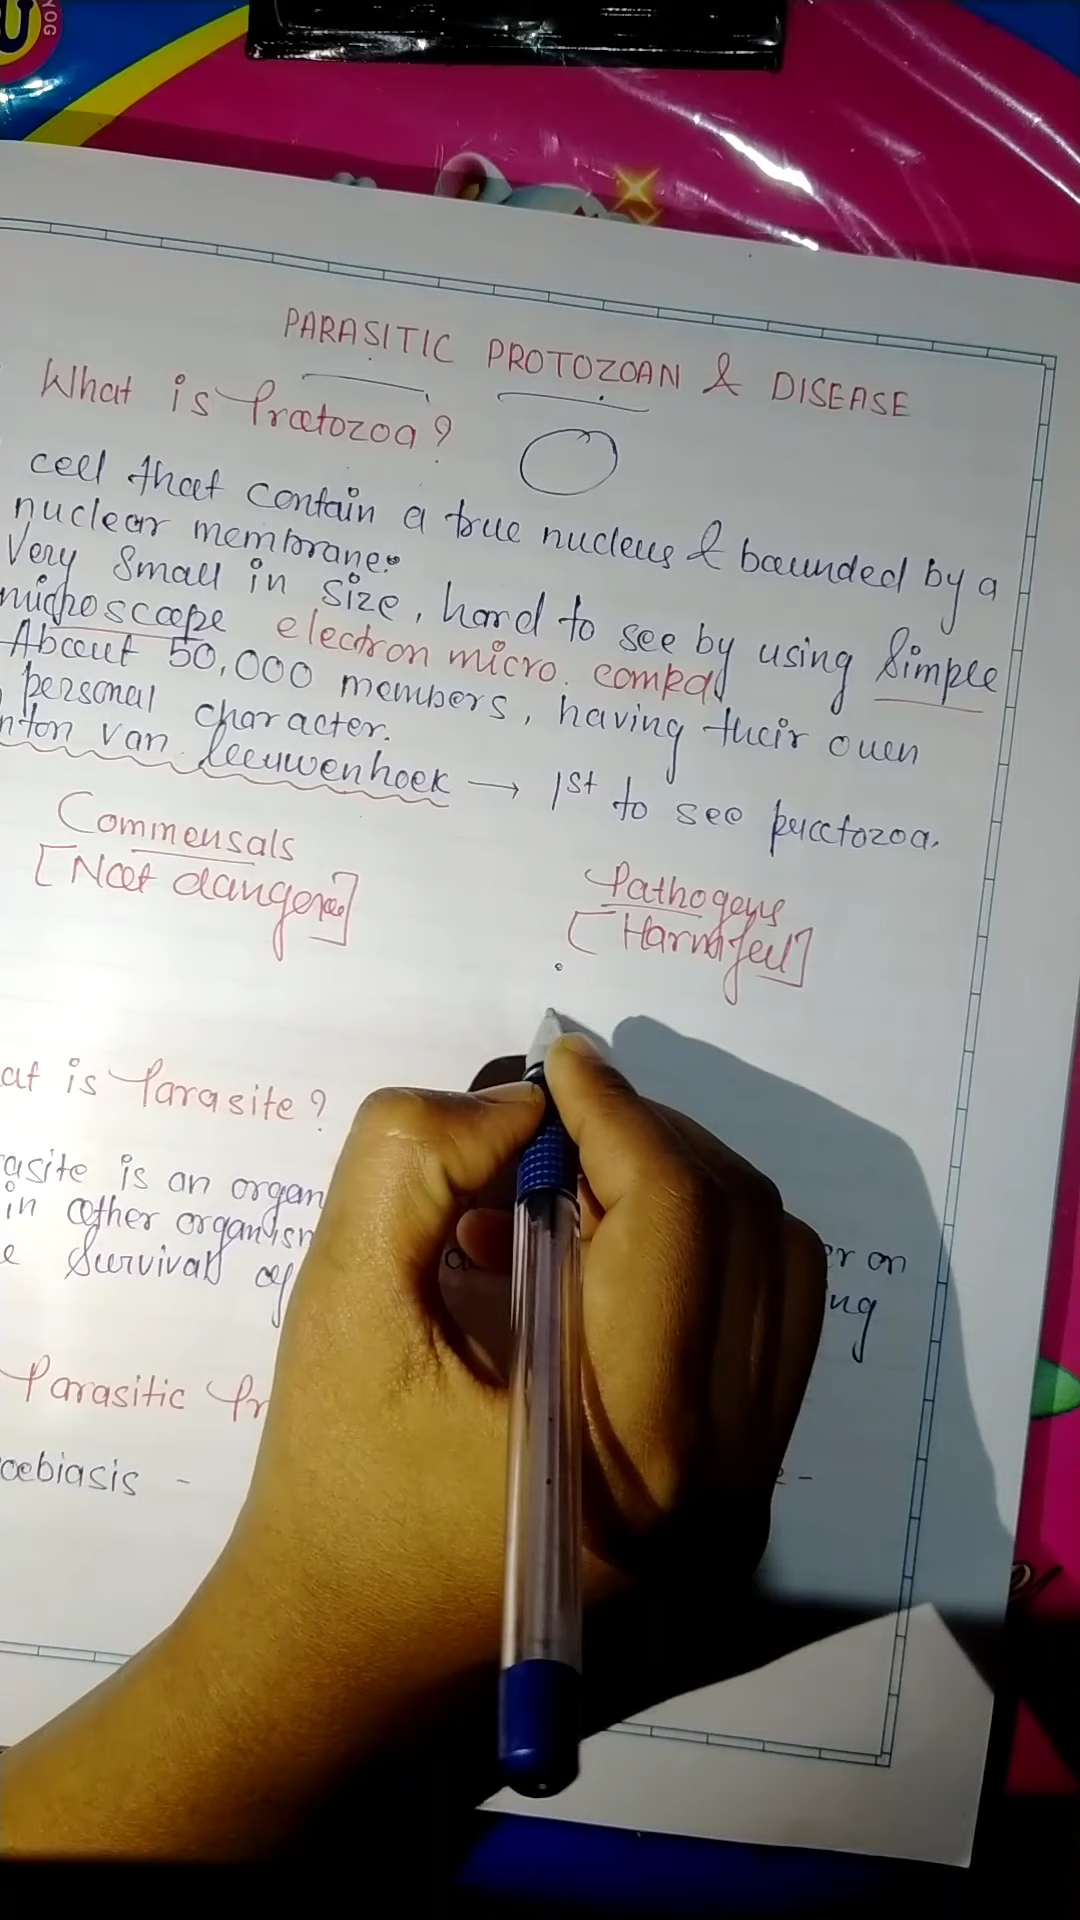 YOG
PARASITIC PROTOZOAN & DISEASE
What is Protozoa?
cell that contain a true nucleus & bounded by a
nuclear membrane.
Very small in size, hard to see by using Simple
microscope electron micro.
About 50,000 members, having their own
personal character.
nton van leeuwenhoek → 1st to see protozoa.
Commensals
[Not dangerous]
Pathogens
[Harmful]
at is Parasite?
asite is an organ
in other organism er on
e Survival of ing
Parasitic Pr
oebiasis - -